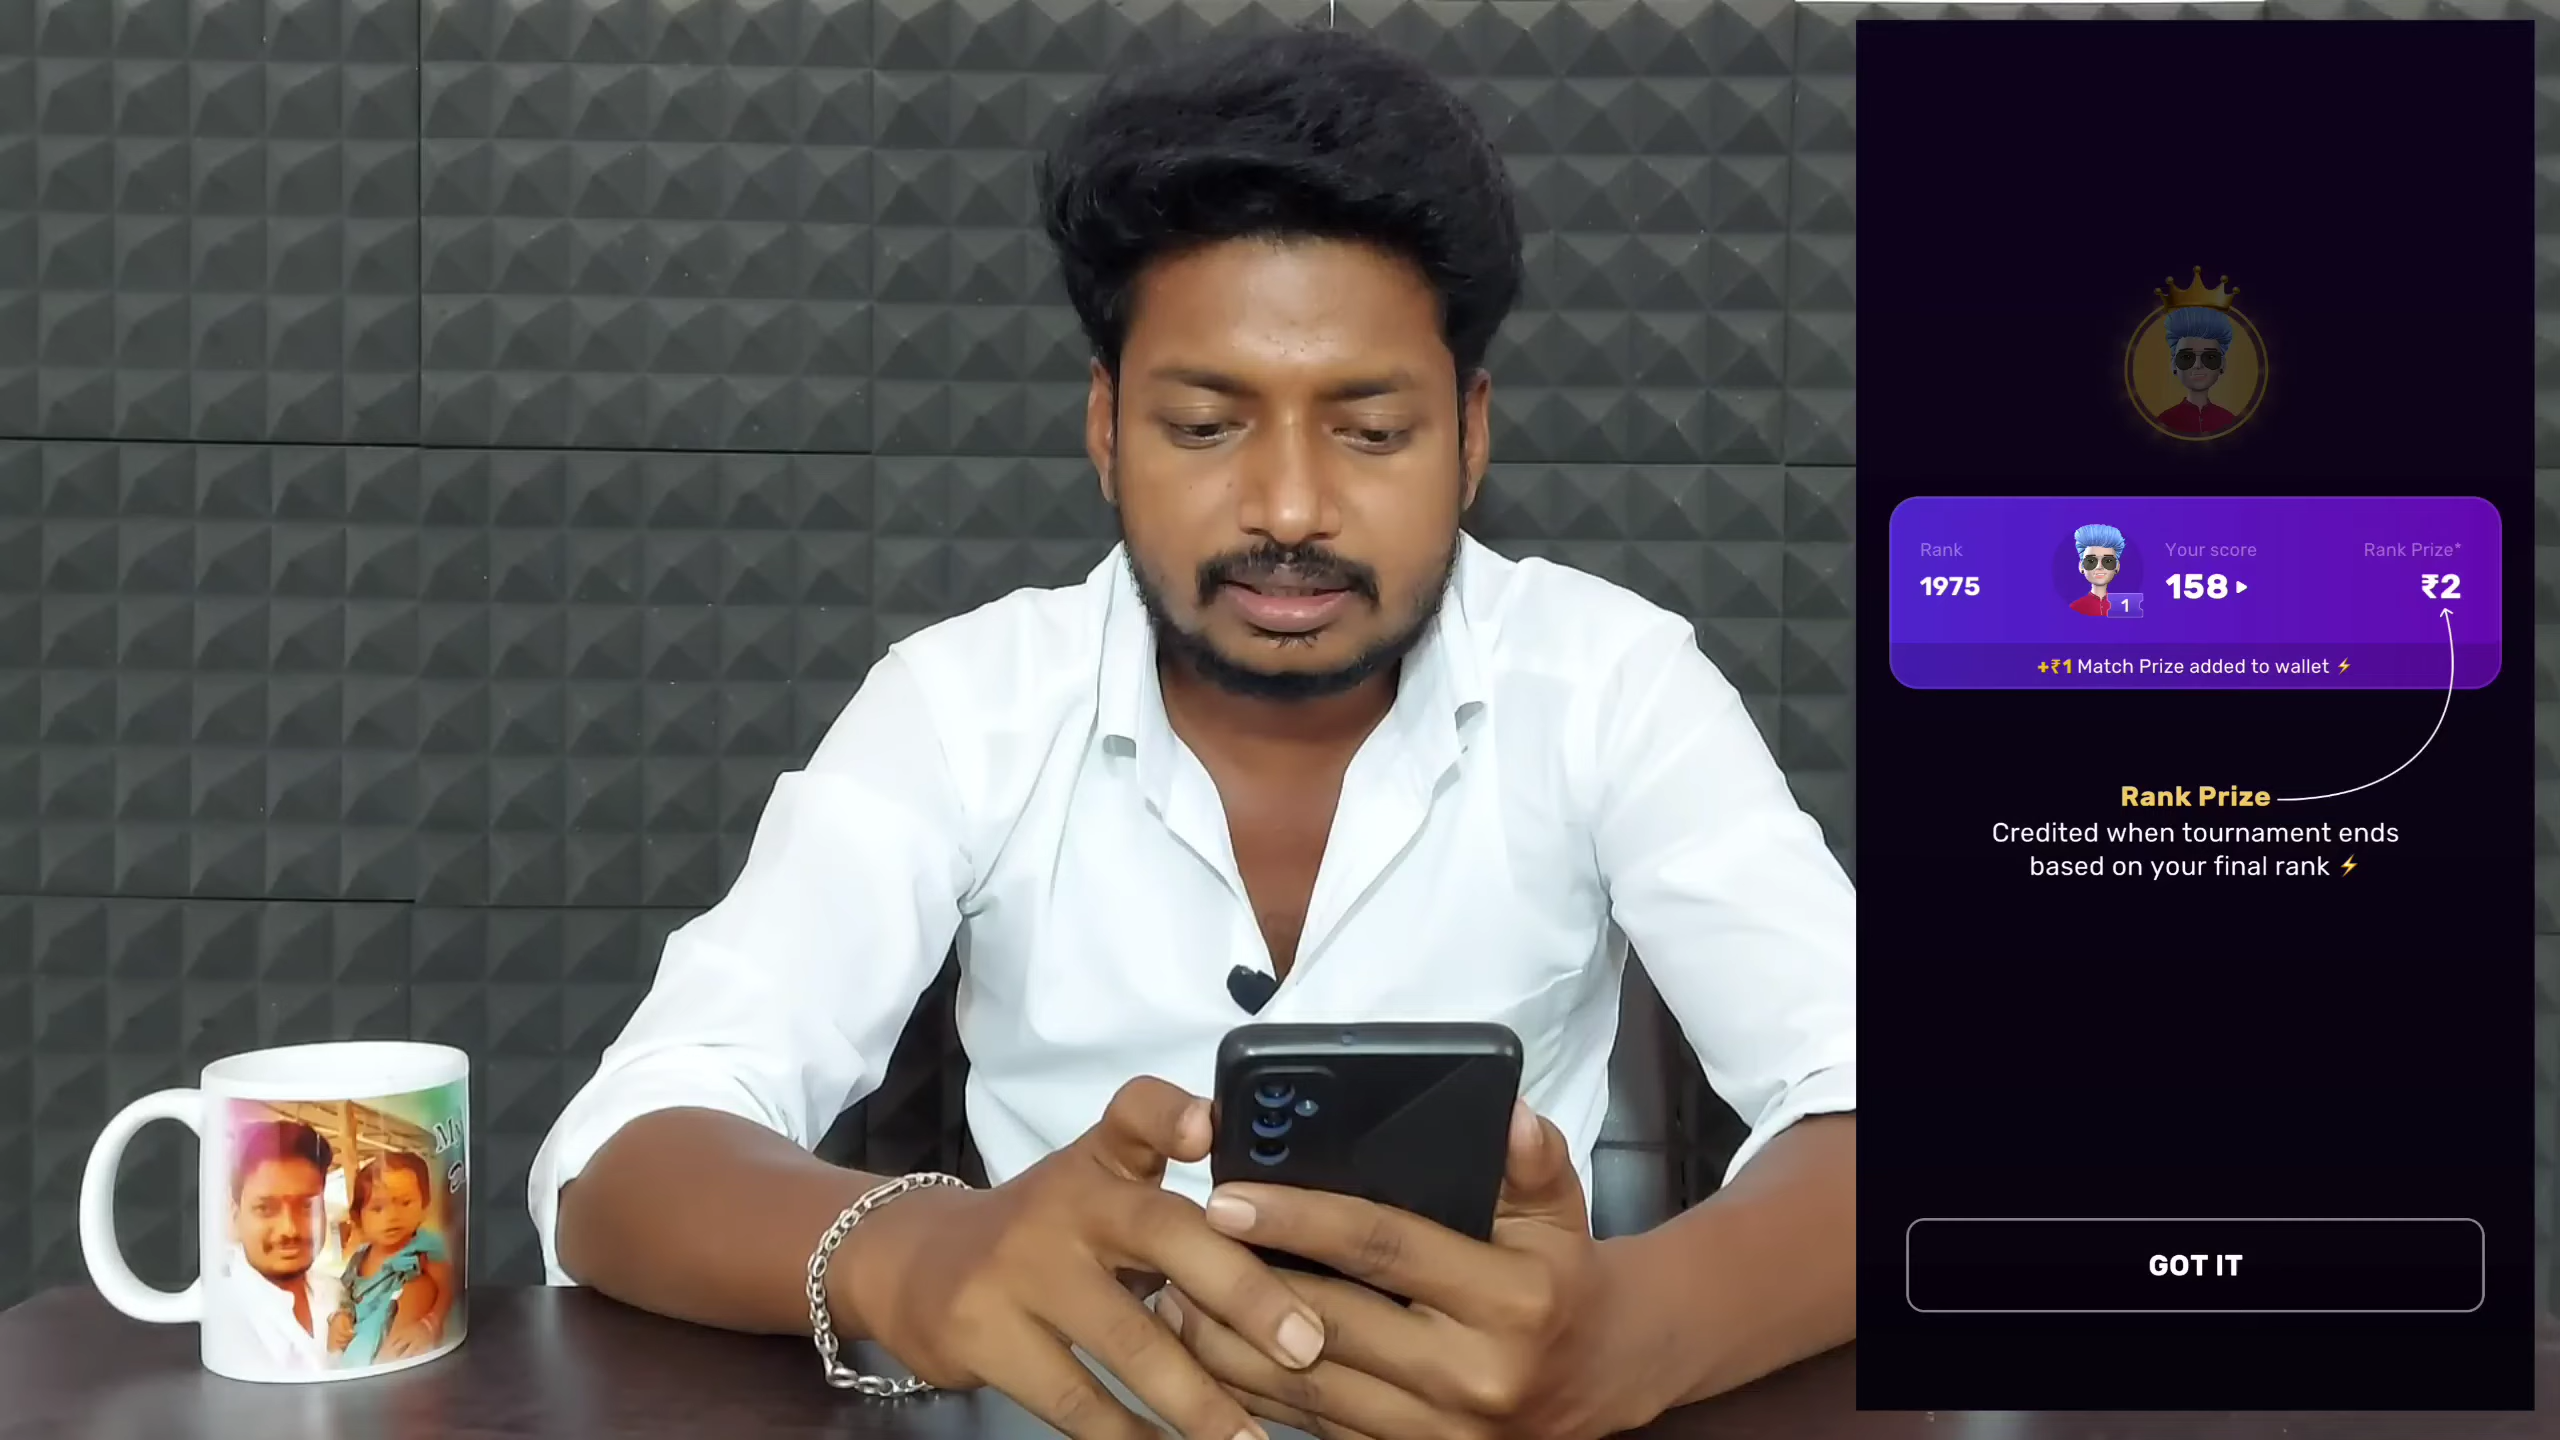 Rank
1975
1
Your score
158
Rank Prize*
₹2
+₹1 Match Prize added to wallet ⚡
Rank Prize
Credited when tournament ends
based on your final rank ⚡
GOT IT